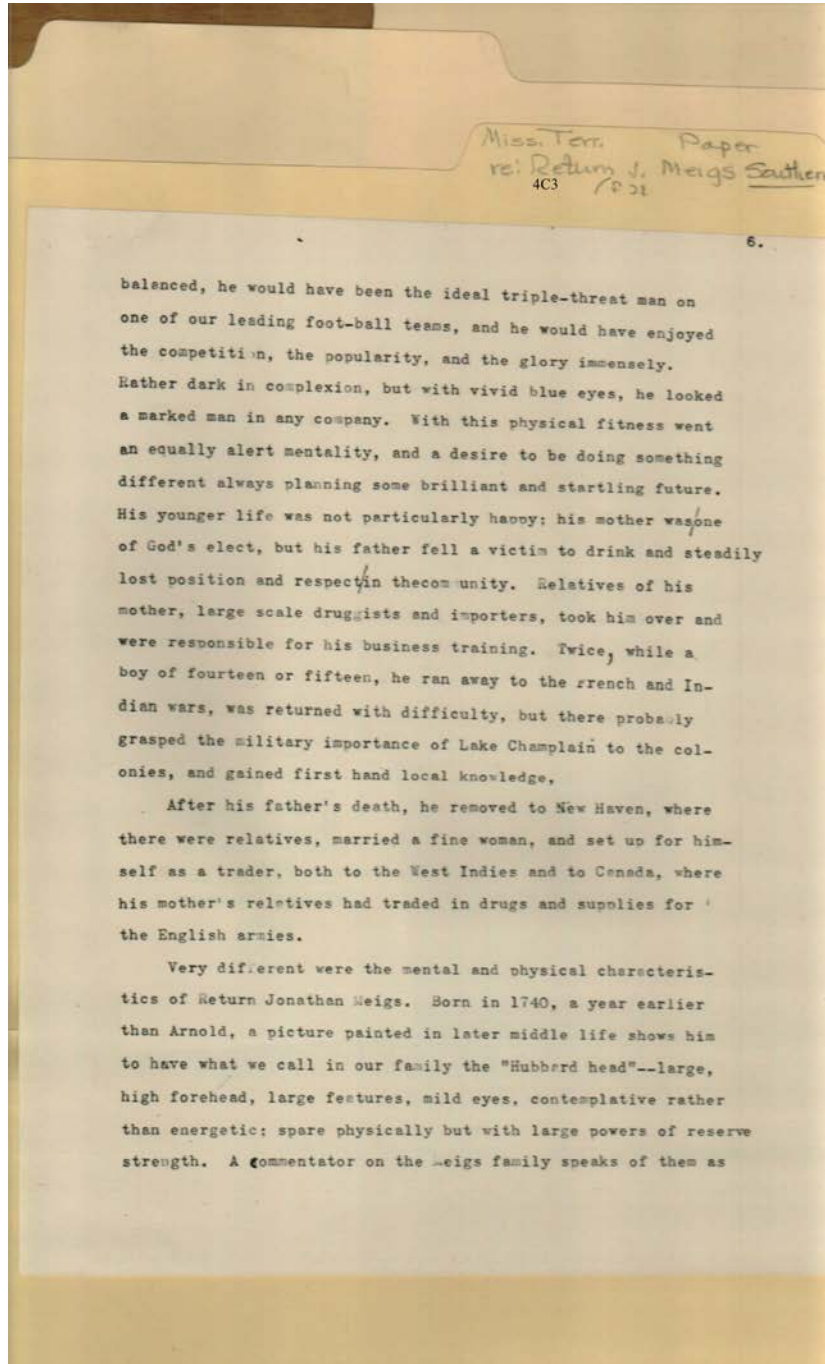 Miss. Terr. Paper
re: Return J. Meigs Southern
4C3
6.
balanced, he would have been the ideal triple-threat man on
one of our leading foot-ball teams, and he would have enjoyed
the competition, the popularity, and the glory immensely.
Rather dark in complexion, but with vivid blue eyes, he looked
a marked man in any company. With this physical fitness went
an equally alert mentality, and a desire to be doing something
different always planning some brilliant and startling future.
His younger life was not particularly happy; his mother was/one
of God's elect, but his father fell a victim to drink and steadily
lost position and respect/in thecommunity. Relatives of his
mother, large scale druggists and importers, took him over and
were responsible for his business training. Twice, while a
boy of fourteen or fifteen, he ran away to the French and In-
dian wars, was returned with difficulty, but there probably
grasped the military importance of Lake Champlain to the col-
onies, and gained first hand local knowledge.
After his father's death, he removed to New Haven, where
there were relatives, married a fine woman, and set up for him-
self as a trader, both to the West Indies and to Canada, where
his mother's relatives had traded in drugs and supplies for
the English armies.
Very different were the mental and physical characteris-
tics of Return Jonathan Meigs. Born in 1740, a year earlier
than Arnold, a picture painted in later middle life shows him
to have what we call in our family the "Hubbard head"--large,
high forehead, large features, mild eyes, contemplative rather
than energetic; spare physically but with large powers of reserve
strength. A commentator on the Meigs family speaks of them as